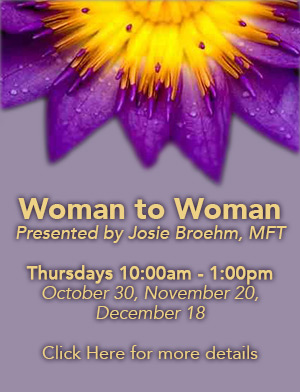 Woman to Woman
Presented by Josie Broehm, MFT
Thursdays 10:00am - 1:00pm
October 30, November 20,
December 18
Click Here for more details